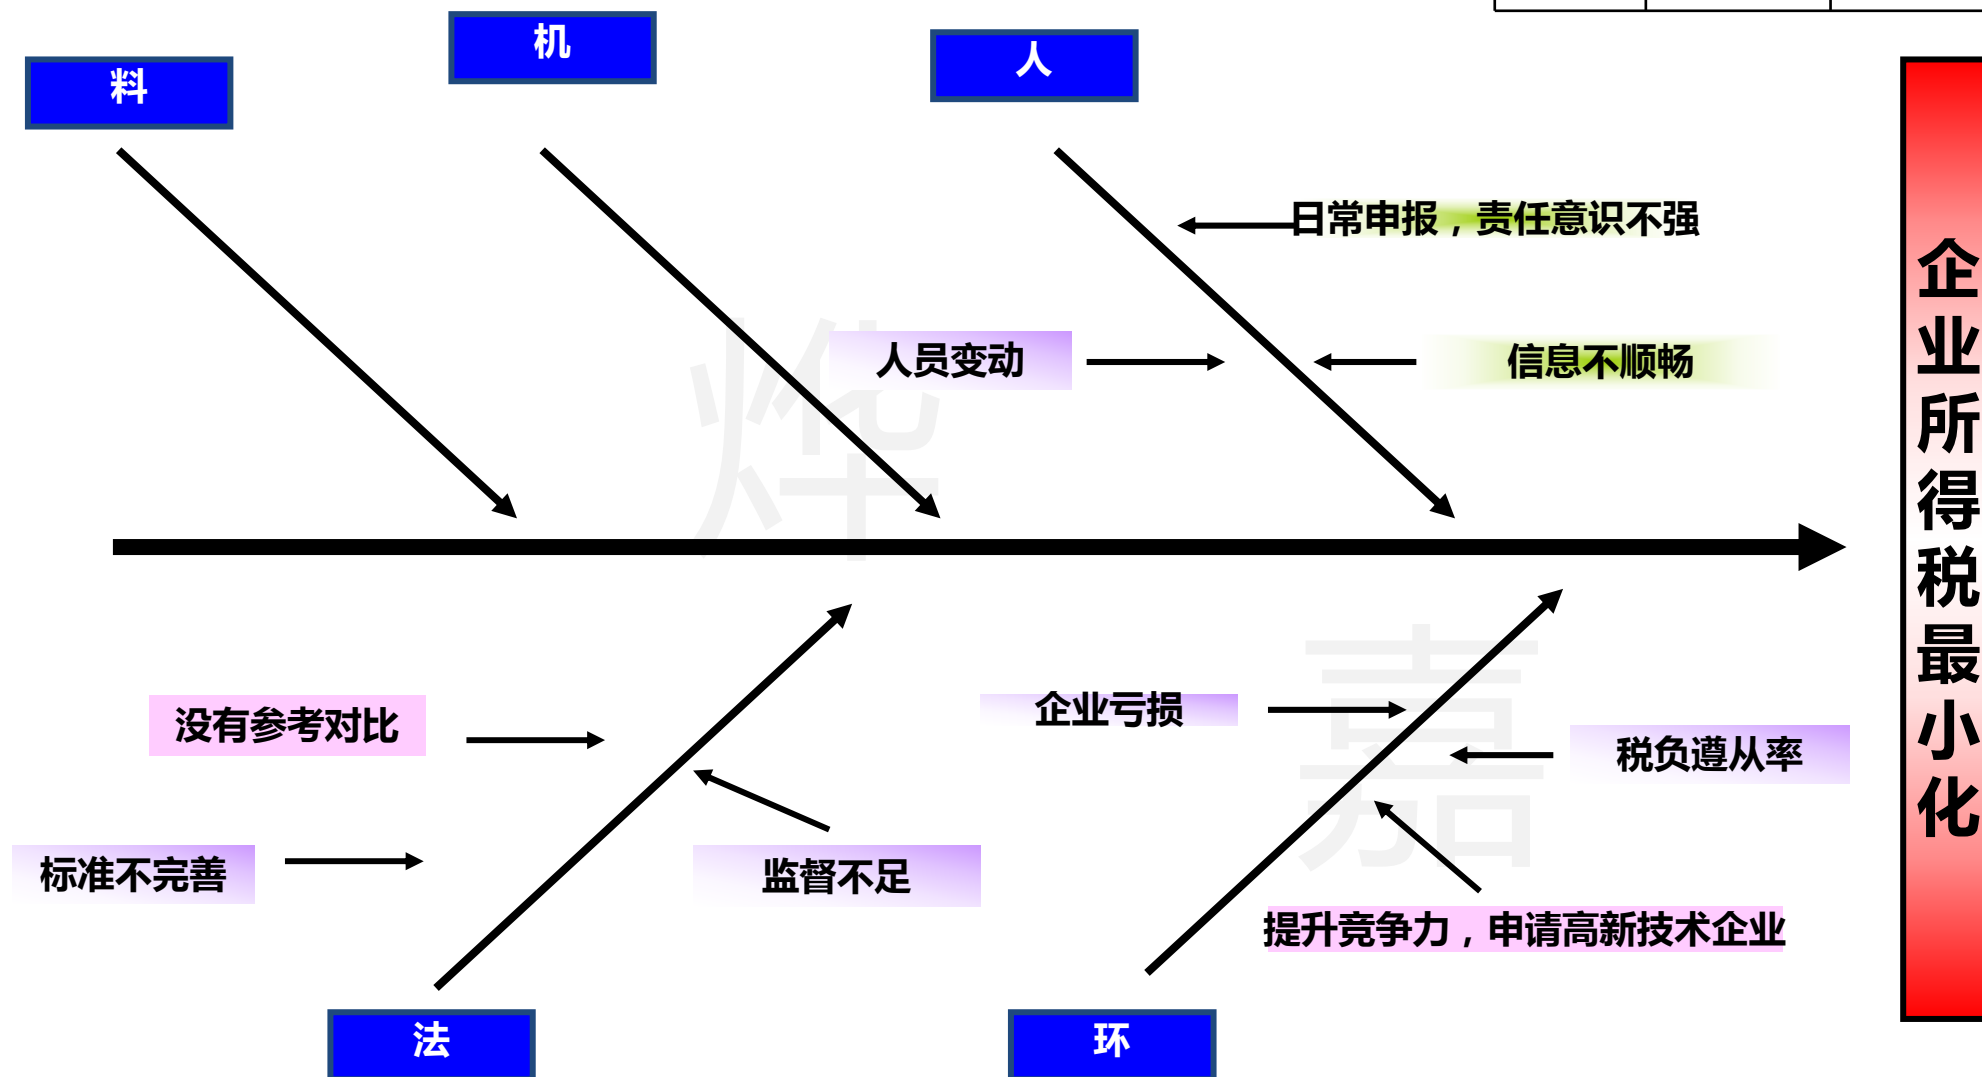 料
机
人
日常申报，责任意识不强
人员变动
信息不顺畅
企业所得税最小化
没有参考对比
标准不完善
监督不足
企业亏损
税负遵从率
提升竞争力，申请高新技术企业
法
环
烨
嘉